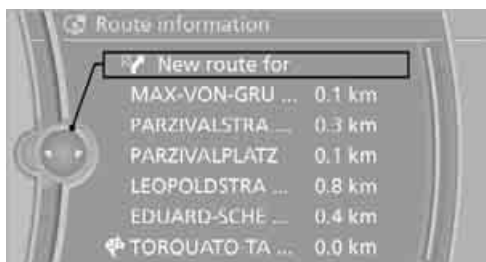 Route information
New route for
MAX-VON-GRU ... 0.1 km
PARZIVALSTRA ... 0.3 km
PARZIVALPLATZ 0.1 km
LEOPOLDSTRA ... 0.8 km
EDUARD-SCHE ... 0.4 km
TORQUATO TA ... 0.0 km